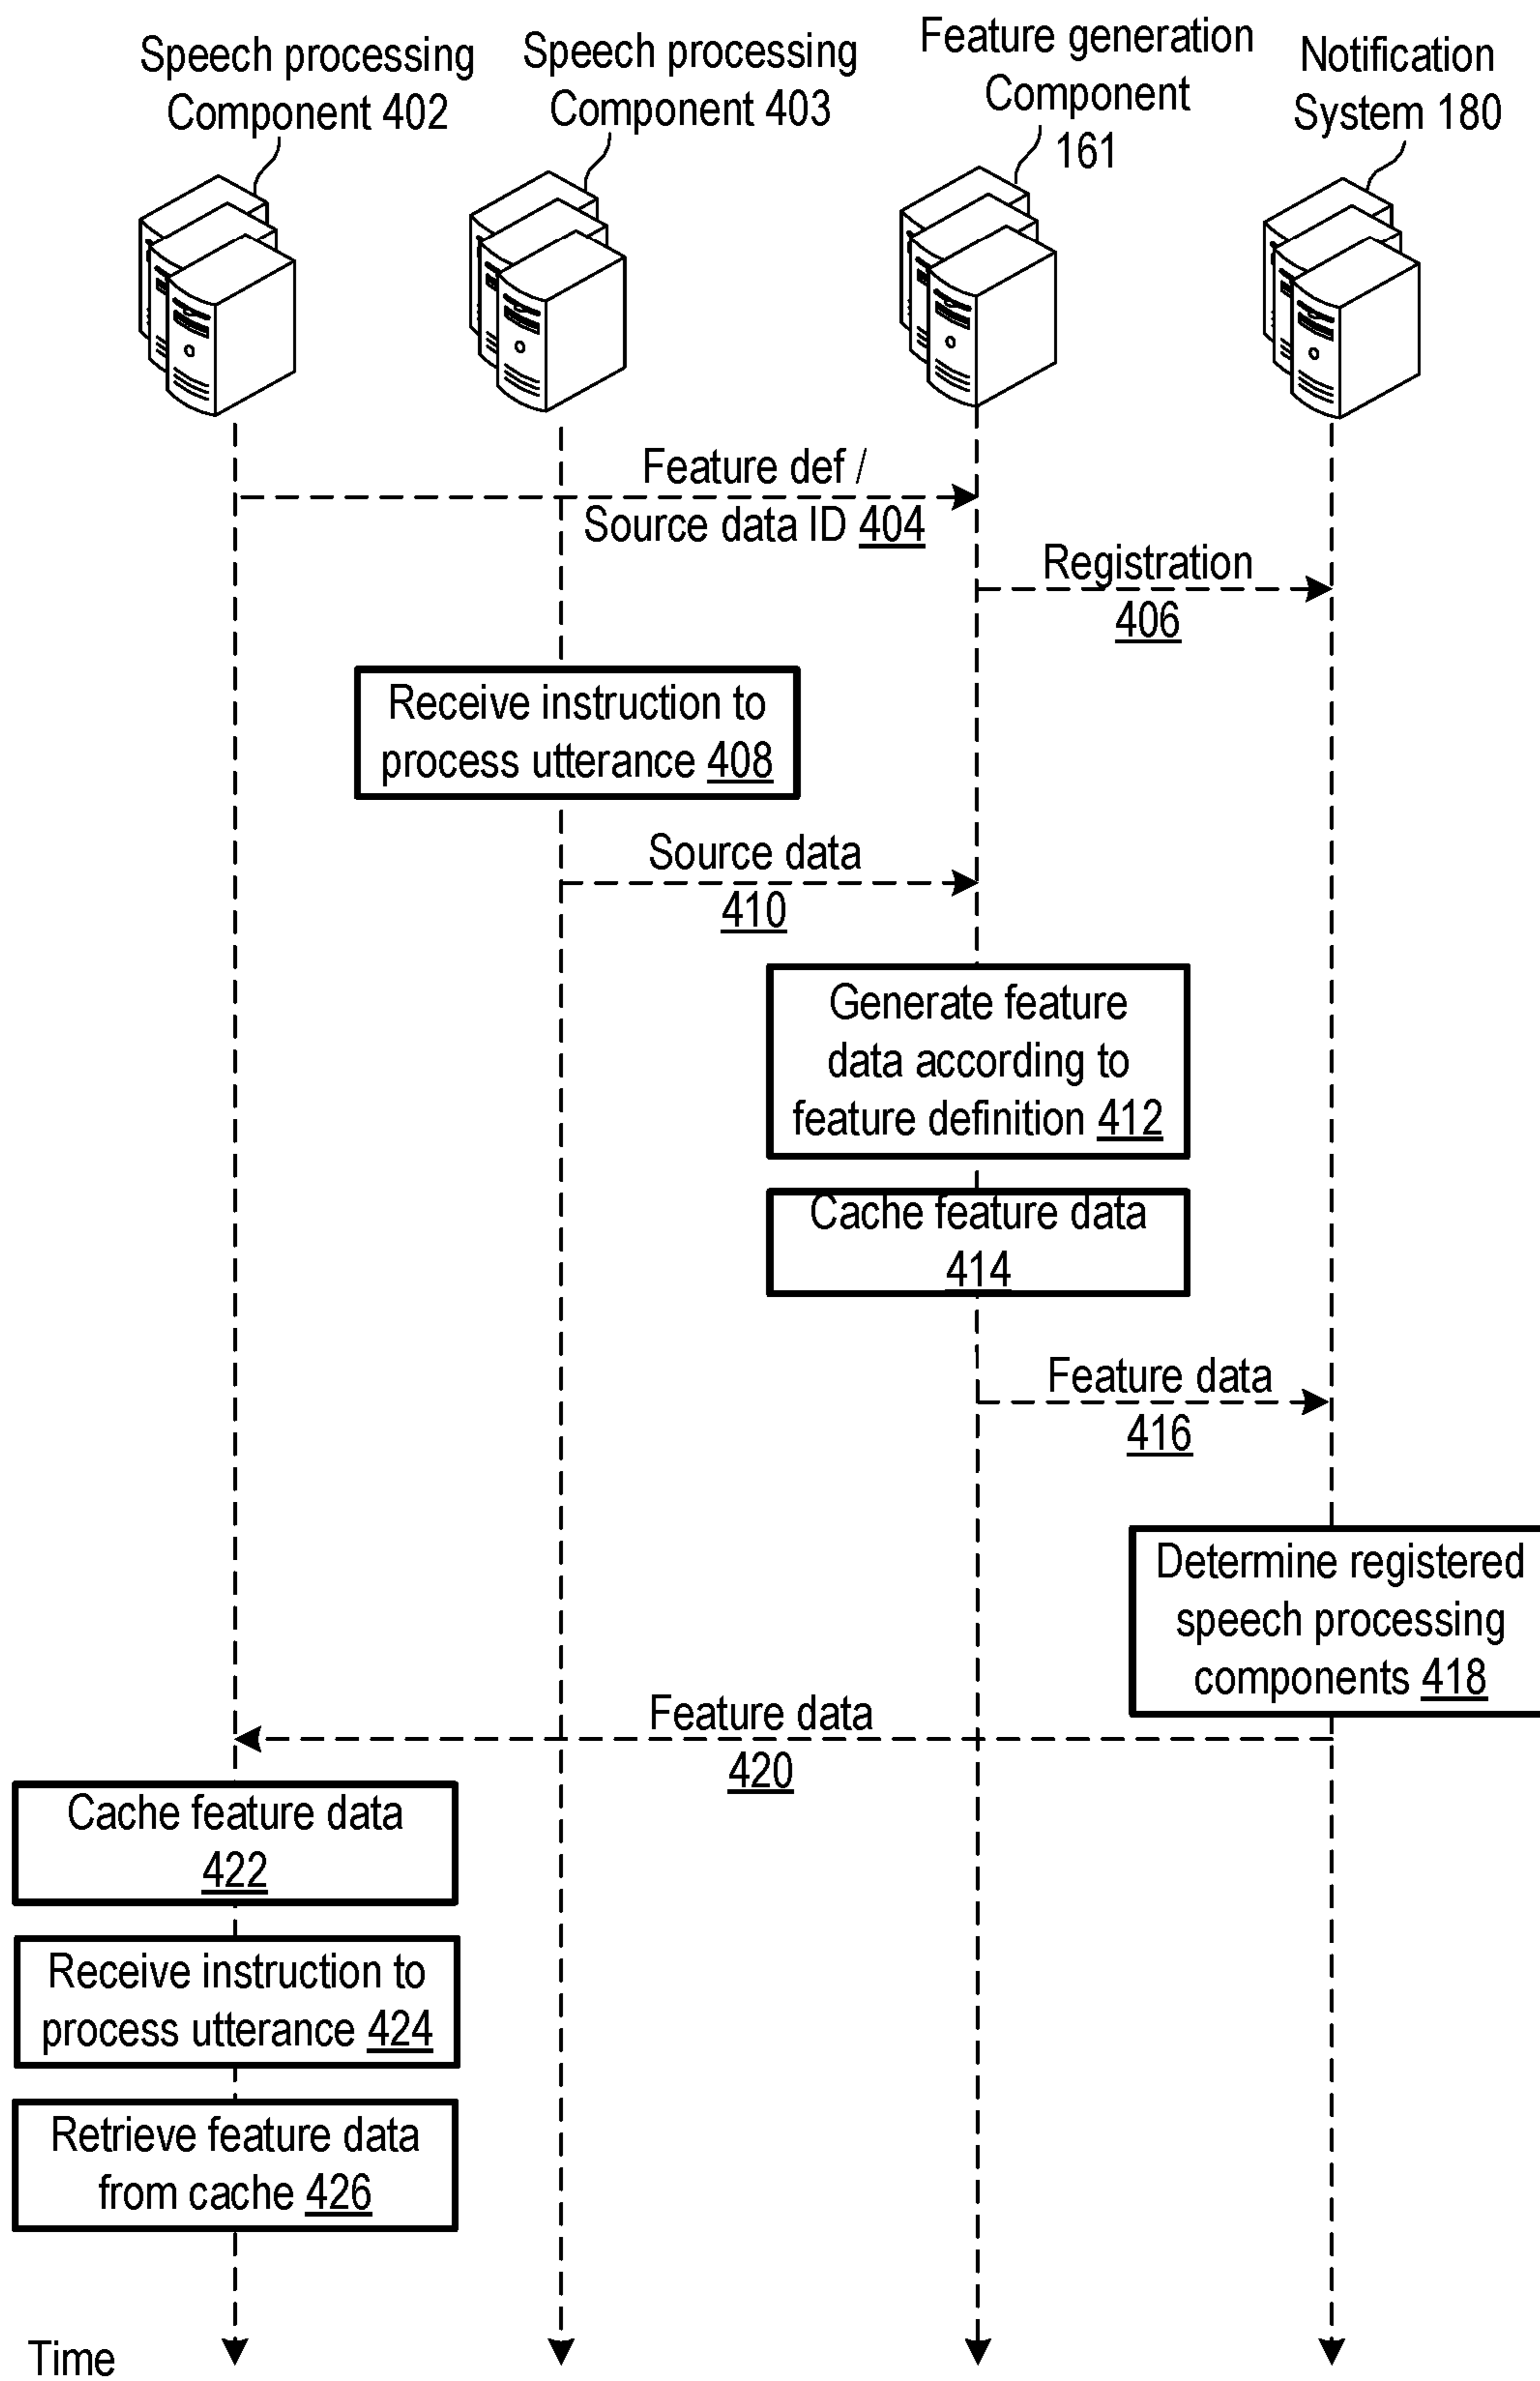 Speech processing
Component 402
Speech processing
Component 403
Feature generation
Component
161
Notification
System 180
Feature def /
Source data ID 404
Registration
406
Receive instruction to
process utterance 408
Source data
410
Generate feature
data according to
feature definition 412
Cache feature data
414
Feature data
416
Determine registered
speech processing
components 418
Feature data
420
Cache feature data
422
Receive instruction to
process utterance 424
Retrieve feature data
from cache 426
Time